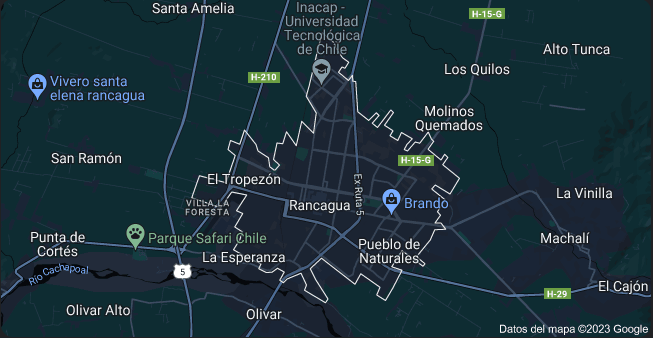 Santa Amelia
Inacap -
Universidad
Tecnológica
de Chile
H-15-G
Alto Tunca
H-210
Los Quilos
Vivero santa
elena rancagua
Molinos
Quemados
San Ramón
H-15-G
El Tropezón
VILLA LA
FORESTA
Rancagua
Ex Ruta 5
Brando
La Vinilla
Punta de
Cortés
Parque Safari Chile
Pueblo de
Naturales
Machalí
La Esperanza
Río Cachapoal
5
El Cajón
H-29
Olivar Alto
Olivar
Datos del mapa ©2023 Google